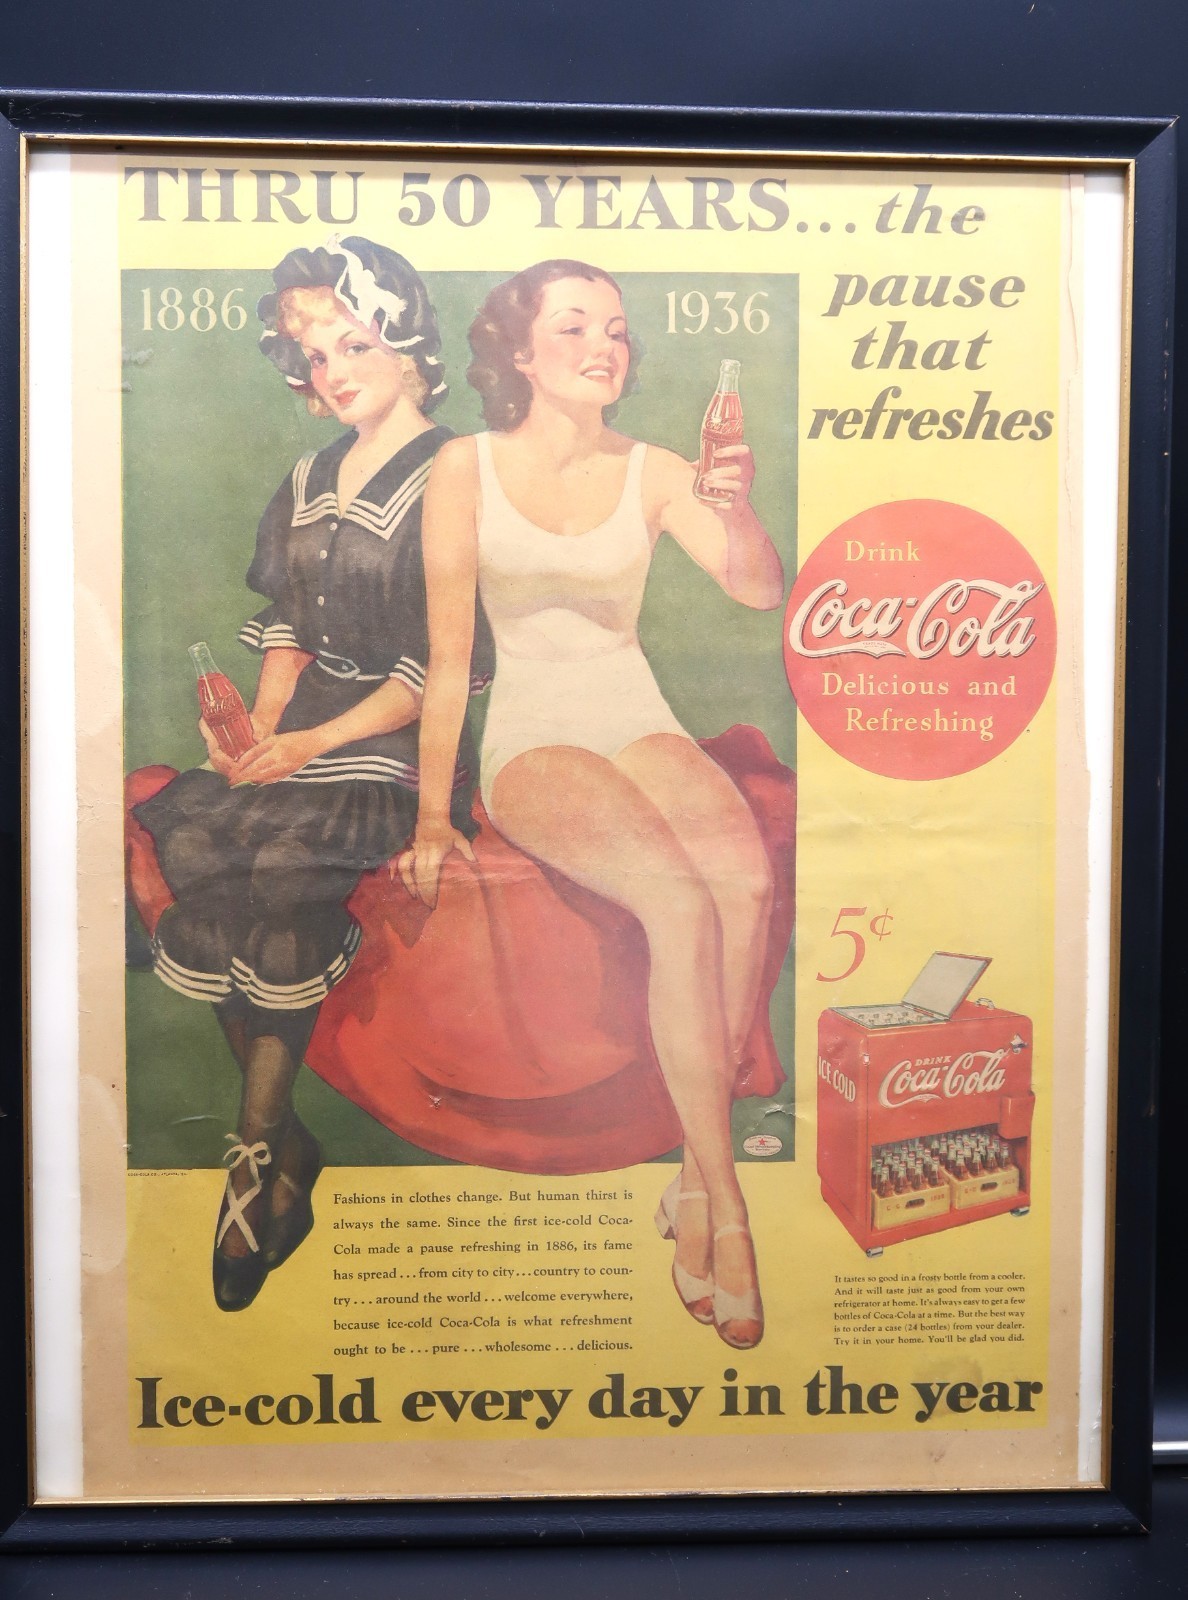 THRU 50 YEARS...the
pause
that
refreshes
1886
1936
Drink
Coca-Cola
Delicious and
Refreshing
5¢
ICE COLD
DRINK
Coca-Cola
Fashions in clothes change. But human thirst is
always the same. Since the first ice-cold Coca-
Cola made a pause refreshing in 1886, its fame
has spread...from city to city...country to coun-
try...around the world...welcome everywhere,
because ice-cold Coca-Cola is what refreshment
ought to be...pure...wholesome...delicious.
It tastes so good in a frosty bottle from a cooler.
And it will taste just as good from your own
refrigerator at home. It's always easy to get a few
bottles of Coca-Cola at a time. But the best way
is to order a case (24 bottles) from your dealer.
Try it in your home. You'll be glad you did.
Ice-cold every day in the year